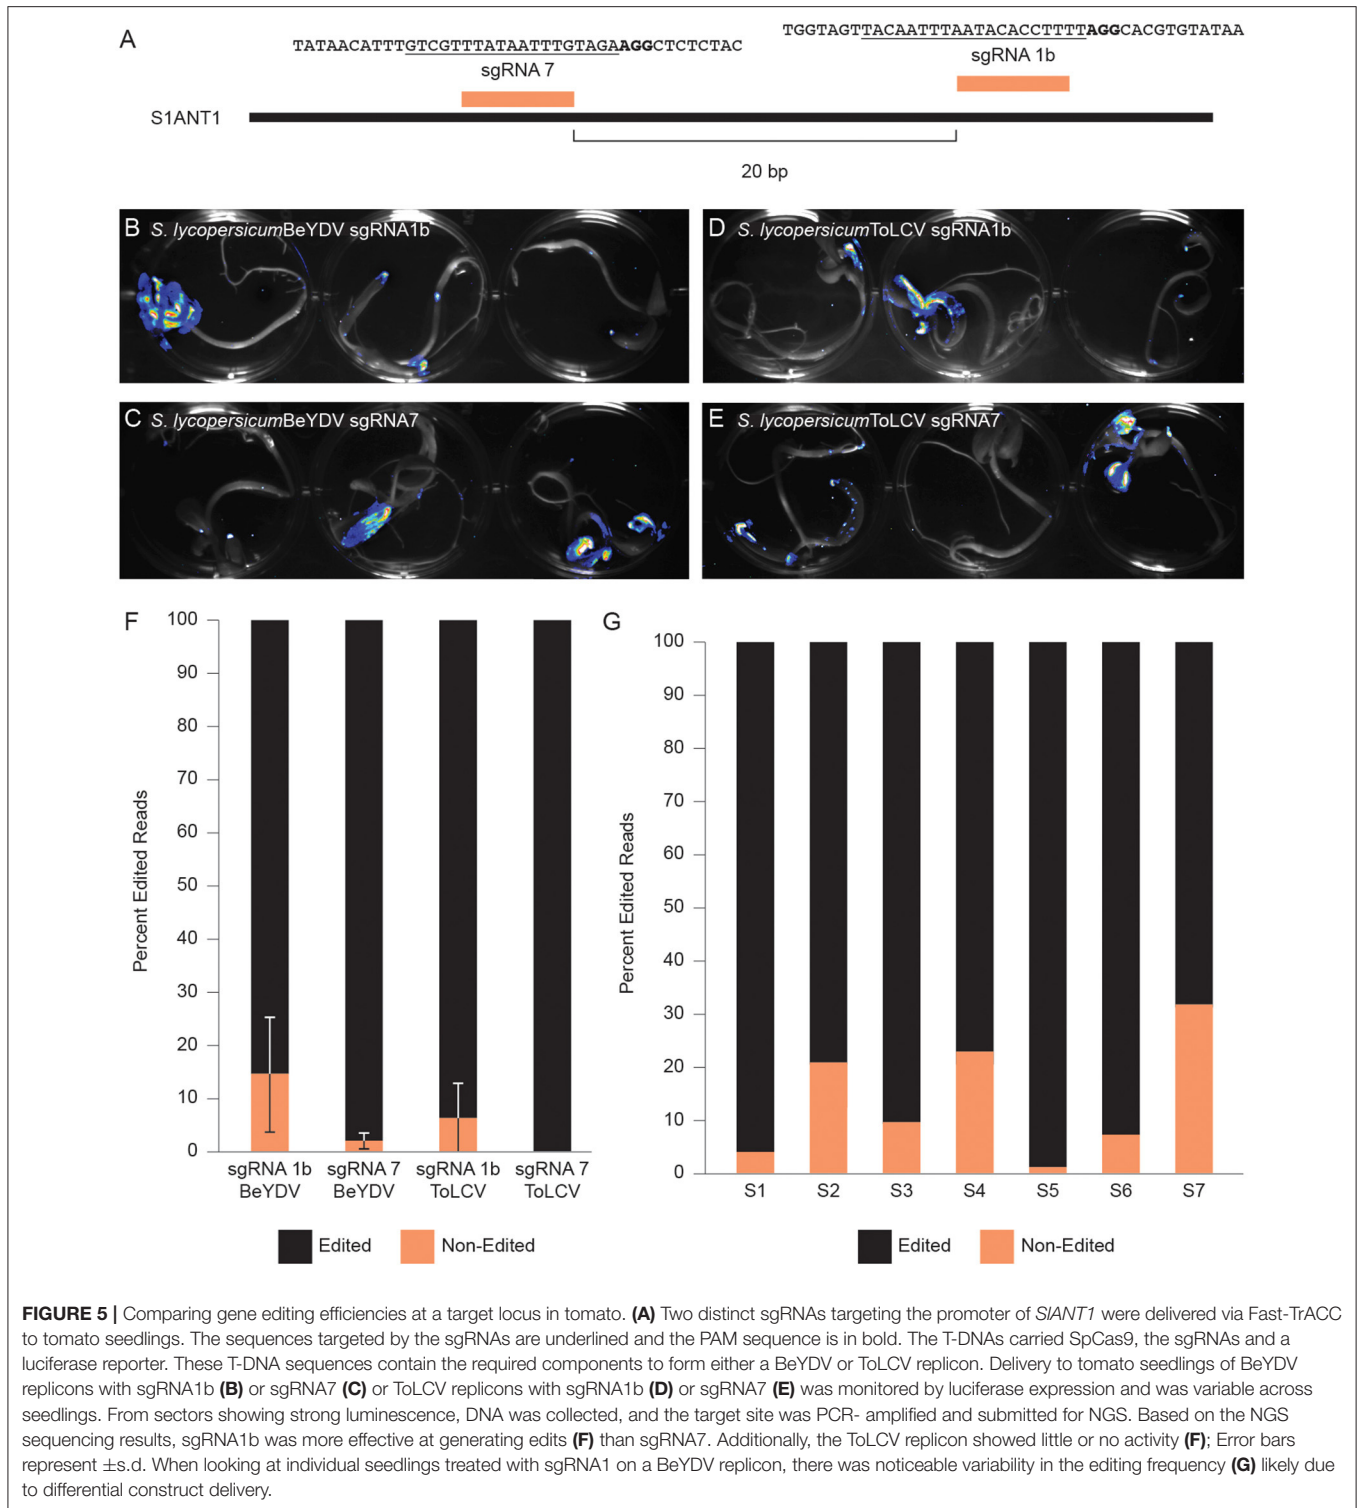 A
TATAACATTTGTCGTTTATAATTTGTAGAAGGCTCTCTAC
TGGTAGTTACAATTTAATACACCTTTTAGGCACGTGTATAA
sgRNA 7
sgRNA 1b
S1ANT1
20 bp
B S. lycopersicumBeYDV sgRNA1b
D S. lycopersicumToLCV sgRNA1b
C S. lycopersicumBeYDV sgRNA7
E S. lycopersicumToLCV sgRNA7
F
Percent Edited Reads
100
90
80
70
60
50
40
30
20
10
0
sgRNA 1b sgRNA 7 sgRNA 1b sgRNA 7
BeYDV BeYDV ToLCV ToLCV
Edited Non-Edited
G
Percent Edited Reads
100
90
80
70
60
50
40
30
20
10
0
S1 S2 S3 S4 S5 S6 S7
Edited Non-Edited
FIGURE 5 | Comparing gene editing efficiencies at a target locus in tomato. (A) Two distinct sgRNAs targeting the promoter of SlANT1 were delivered via Fast-TrACC
to tomato seedlings. The sequences targeted by the sgRNAs are underlined and the PAM sequence is in bold. The T-DNAs carried SpCas9, the sgRNAs and a
luciferase reporter. These T-DNA sequences contain the required components to form either a BeYDV or ToLCV replicon. Delivery to tomato seedlings of BeYDV
replicons with sgRNA1b (B) or sgRNA7 (C) or ToLCV replicons with sgRNA1b (D) or sgRNA7 (E) was monitored by luciferase expression and was variable across
seedlings. From sectors showing strong luminescence, DNA was collected, and the target site was PCR- amplified and submitted for NGS. Based on the NGS
sequencing results, sgRNA1b was more effective at generating edits (F) than sgRNA7. Additionally, the ToLCV replicon showed little or no activity (F); Error bars
represent ±s.d. When looking at individual seedlings treated with sgRNA1 on a BeYDV replicon, there was noticeable variability in the editing frequency (G) likely due
to differential construct delivery.